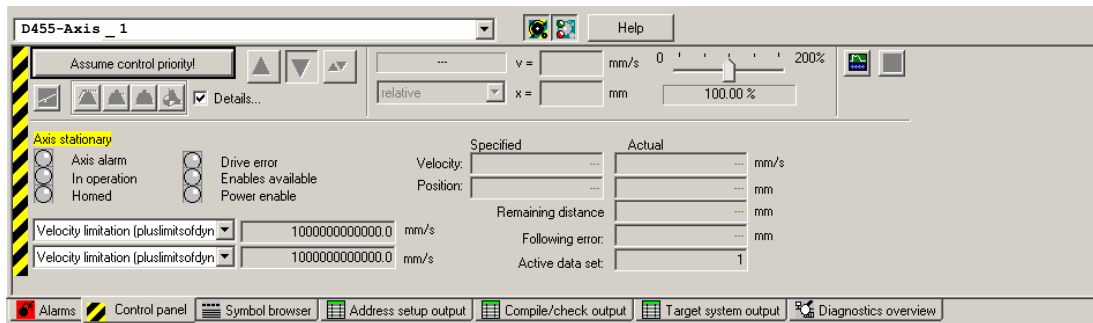 D455-Axis _ 1
Help
Assume control priority!
---
v =
mm/s
0
200%
relative
x =
mm
100.00 %
Details...
Axis stationary
Axis alarm
Drive error
In operation
Enables available
Homed
Power enable
Specified
Actual
Velocity:
---
---
mm/s
Position:
---
---
mm
Remaining distance
---
mm
Following error:
---
mm
Active data set:
1
Velocity limitation (pluslimitsofdyn
1000000000000.0
mm/s
Velocity limitation (pluslimitsofdyn
1000000000000.0
mm/s
Alarms
Control panel
Symbol browser
Address setup output
Compile/check output
Target system output
Diagnostics overview